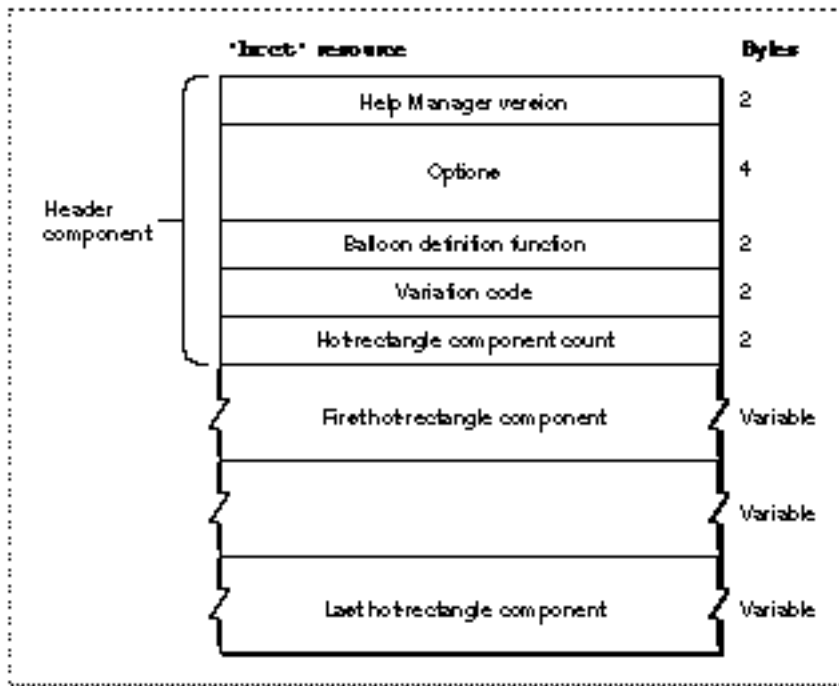 'hrct' resource Bytes
Help Manager version 2
Options 4
Header
component
Balloon definition function 2
Variation code 2
Hot-rectangle component count 2
First hot-rectangle component Variable
Variable
Last hot-rectangle component Variable